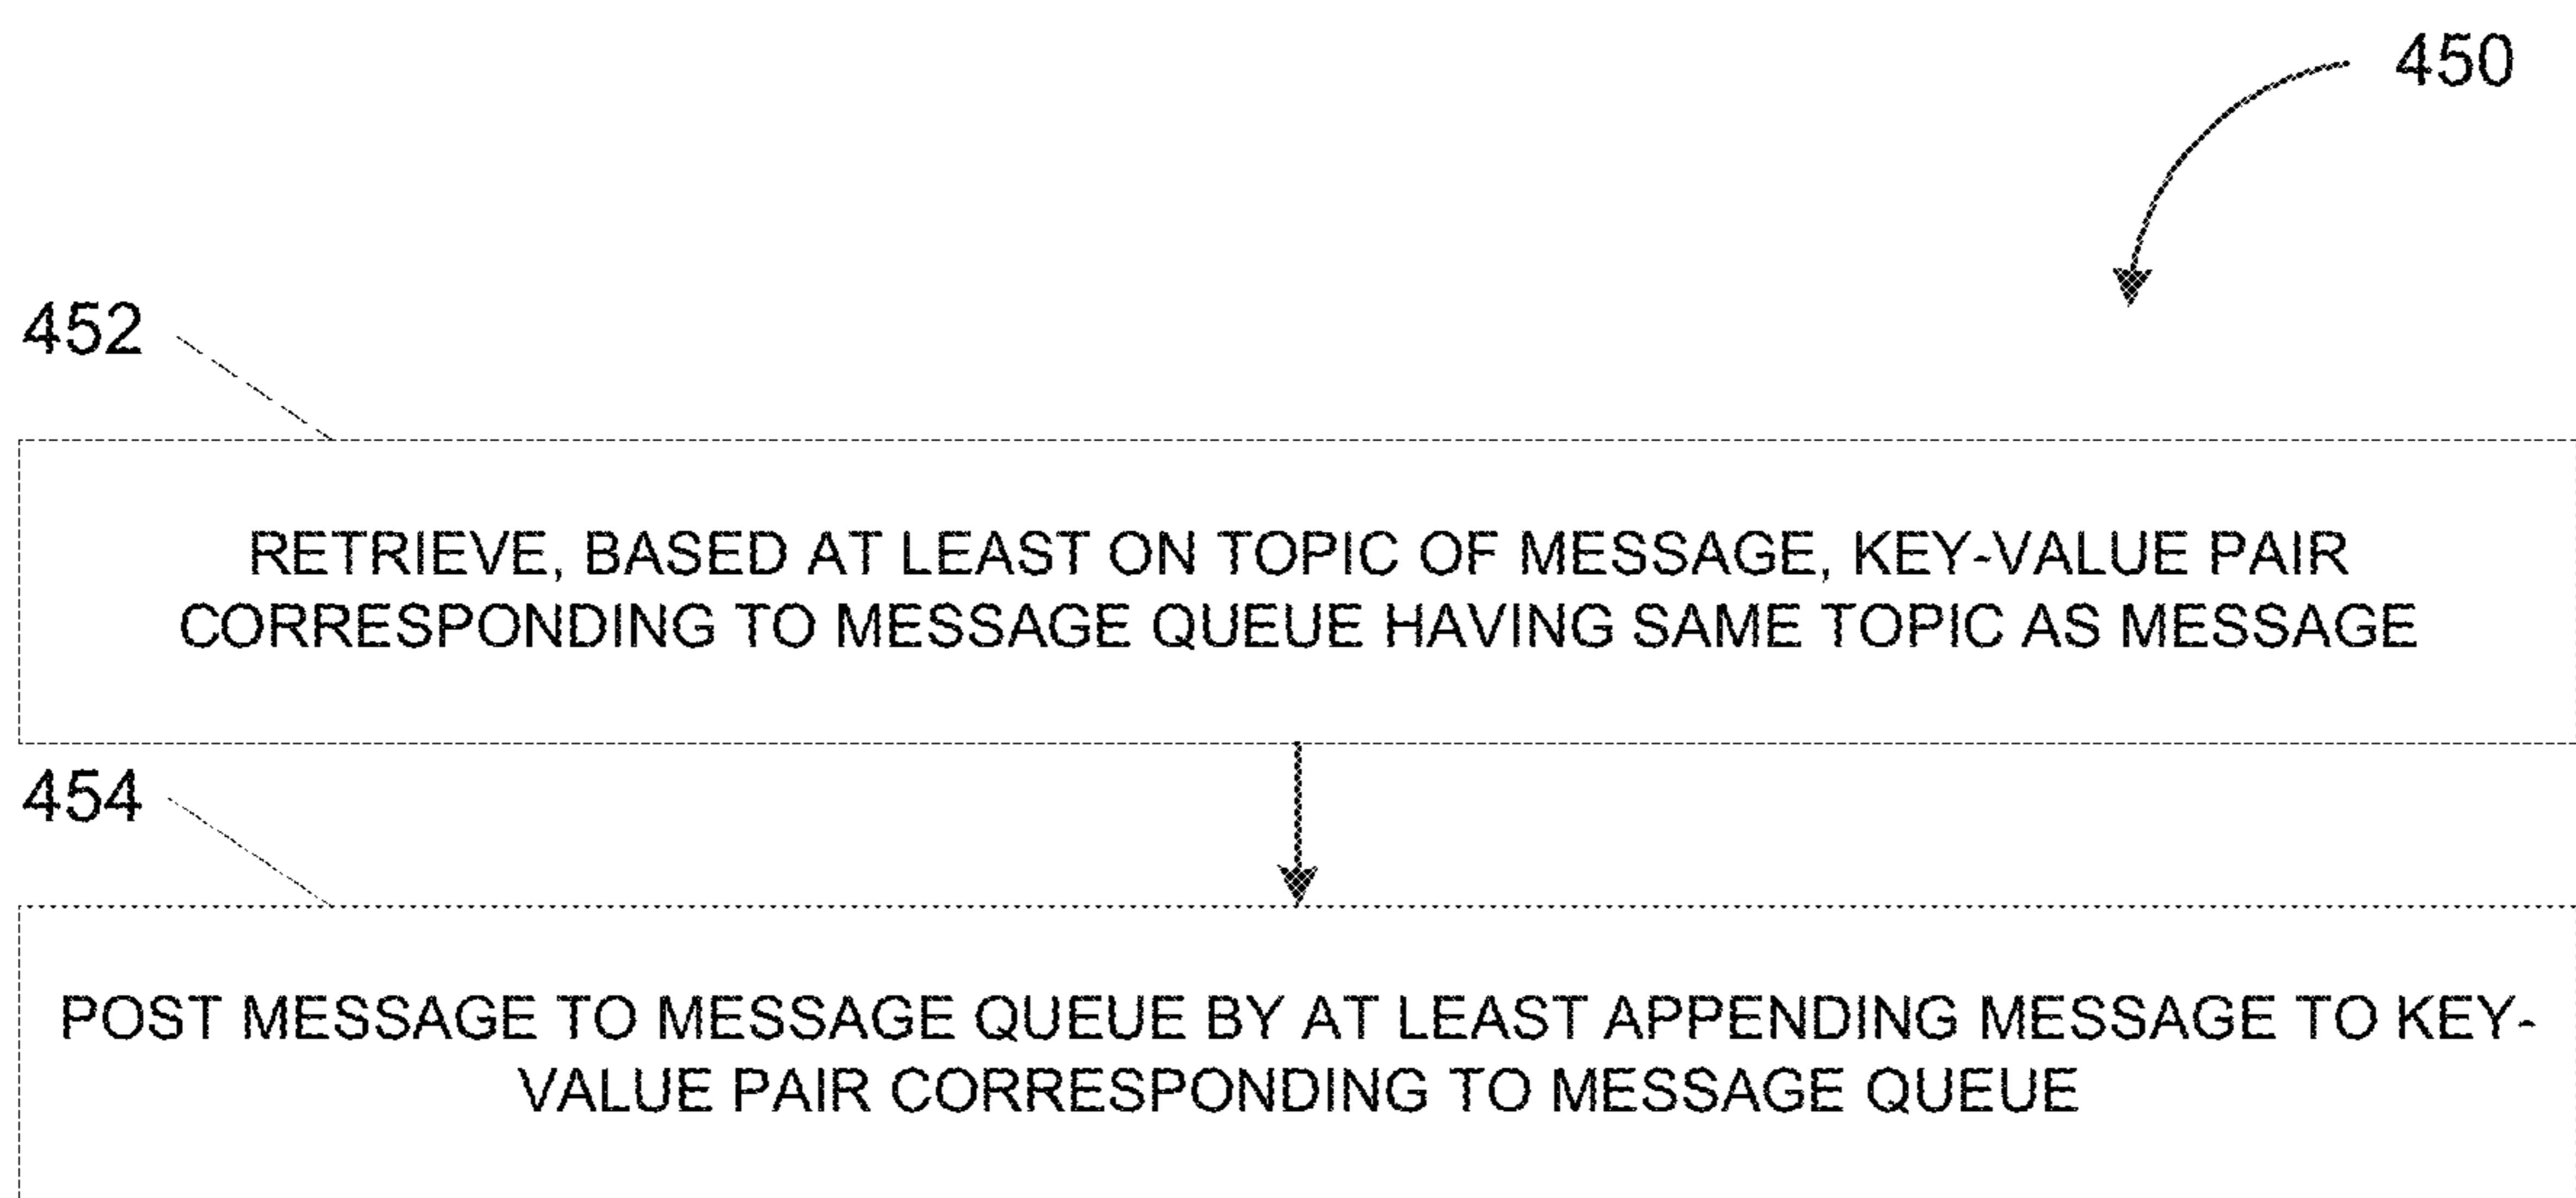 450
452
RETRIEVE, BASED AT LEAST ON TOPIC OF MESSAGE, KEY-VALUE PAIR
CORRESPONDING TO MESSAGE QUEUE HAVING SAME TOPIC AS MESSAGE
454
POST MESSAGE TO MESSAGE QUEUE BY AT LEAST APPENDING MESSAGE TO KEY-
VALUE PAIR CORRESPONDING TO MESSAGE QUEUE